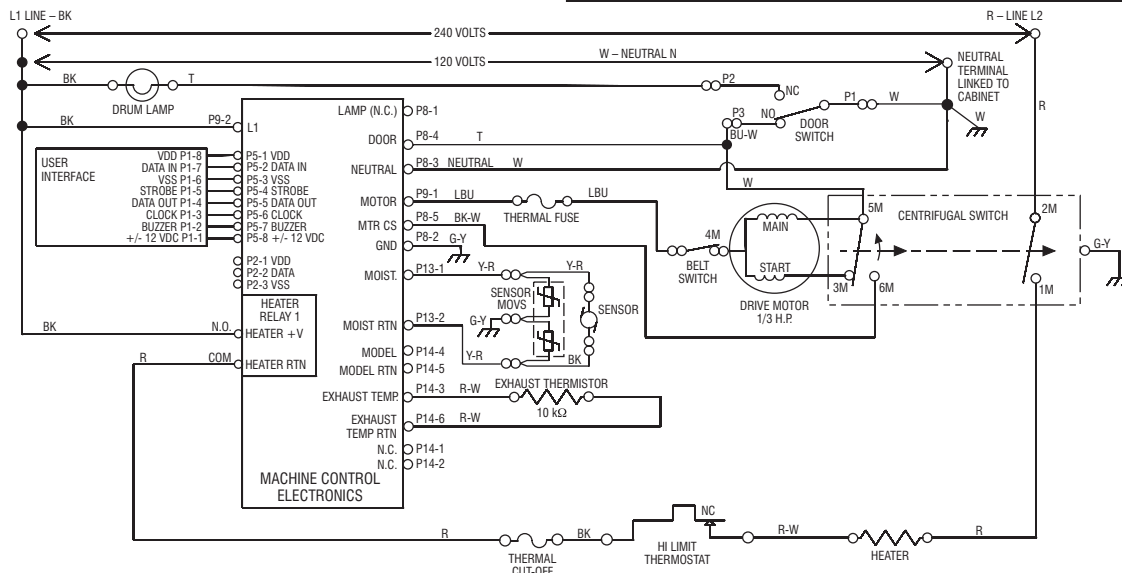 L1 LINE – BK
R – LINE L2
240 VOLTS
120 VOLTS
W – NEUTRAL N
NEUTRAL
TERMINAL
LINKED TO
CABINET
BK
T
P2
NC
DRUM LAMP
R
P3
NO
P1
W
DOOR
SWITCH
W
BU-W
BK
P9-2
L1
LAMP (N.C.)
P8-1
DOOR
P8-4
T
NEUTRAL
P8-3
NEUTRAL
W
W
USER
INTERFACE
VDD P1-8
P5-1 VDD
DATA IN P1-7
P5-2 DATA IN
VSS P1-6
P5-3 VSS
STROBE P1-5
P5-4 STROBE
DATA OUT P1-4
P5-5 DATA OUT
CLOCK P1-3
P5-6 CLOCK
BUZZER P1-2
P5-7 BUZZER
+/- 12 VDC P1-1
P5-8 +/- 12 VDC
P2-1 VDD
P2-2 DATA
P2-3 VSS
MOTOR
P9-1
LBU
THERMAL FUSE
LBU
MTR CS
P8-5
BK-W
GND
P8-2
G-Y
4M
BELT
SWITCH
MAIN
START
DRIVE MOTOR
1/3 H.P.
5M
CENTRIFUGAL SWITCH
2M
3M
6M
1M
G-Y
MOIST.
P13-1
Y-R
Y-R
SENSOR
MOVS
SENSOR
G-Y
MOIST RTN
P13-2
Y-R
BK
HEATER
RELAY 1
BK
N.O.
HEATER +V
R
COM
HEATER RTN
MODEL
P14-4
MODEL RTN
P14-5
EXHAUST TEMP.
P14-3
R-W
EXHAUST THERMISTOR
10 kΩ
EXHAUST
TEMP RTN
P14-6
R-W
N.C.
P14-1
N.C.
P14-2
MACHINE CONTROL
ELECTRONICS
R
THERMAL
CUT-OFF
BK
NC
HI LIMIT
THERMOSTAT
R-W
HEATER
R